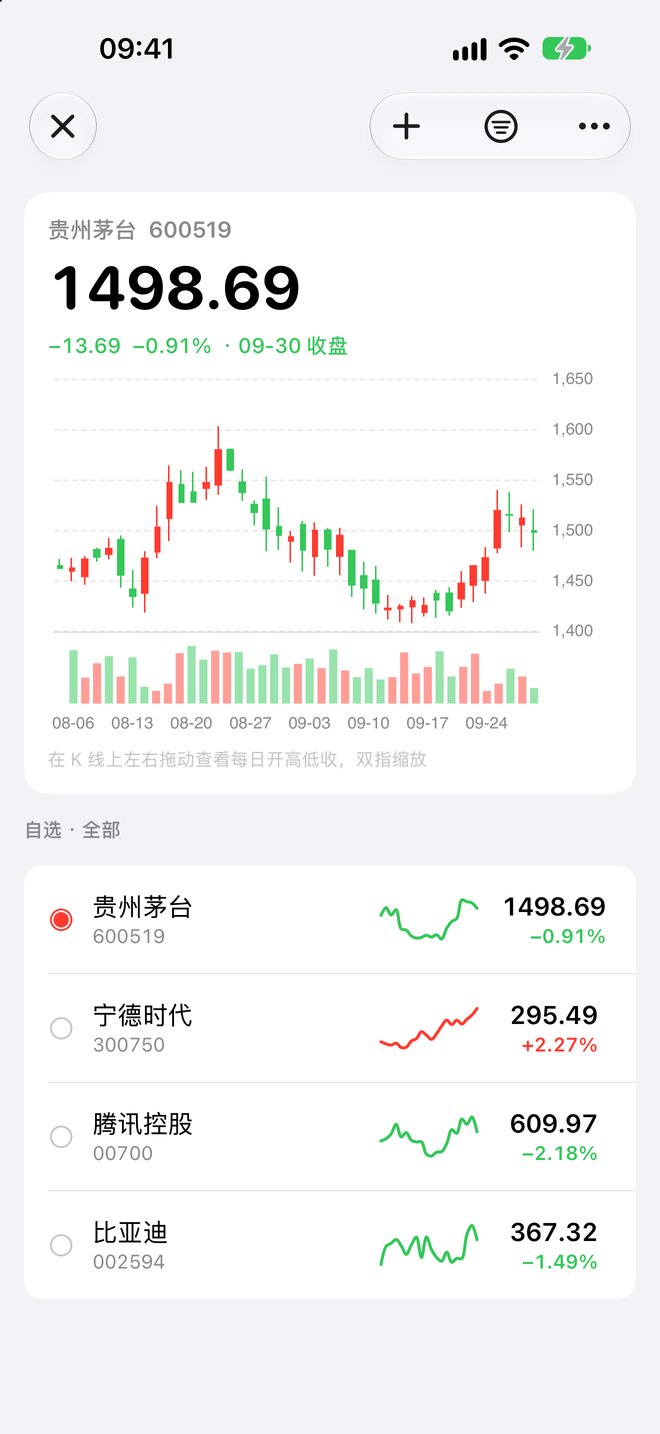 09:41
贵州茅台 600519
1498.69
−13.69 −0.91% · 09-30 收盘
1,650
1,600
1,550
1,500
1,450
1,400
08-06 08-13 08-20 08-27 09-03 09-10 09-17 09-24
在 K 线上左右拖动查看每日开高低收，双指缩放
自选 · 全部
贵州茅台 1498.69
600519 −0.91%
宁德时代 295.49
300750 +2.27%
腾讯控股 609.97
00700 −2.18%
比亚迪 367.32
002594 −1.49%